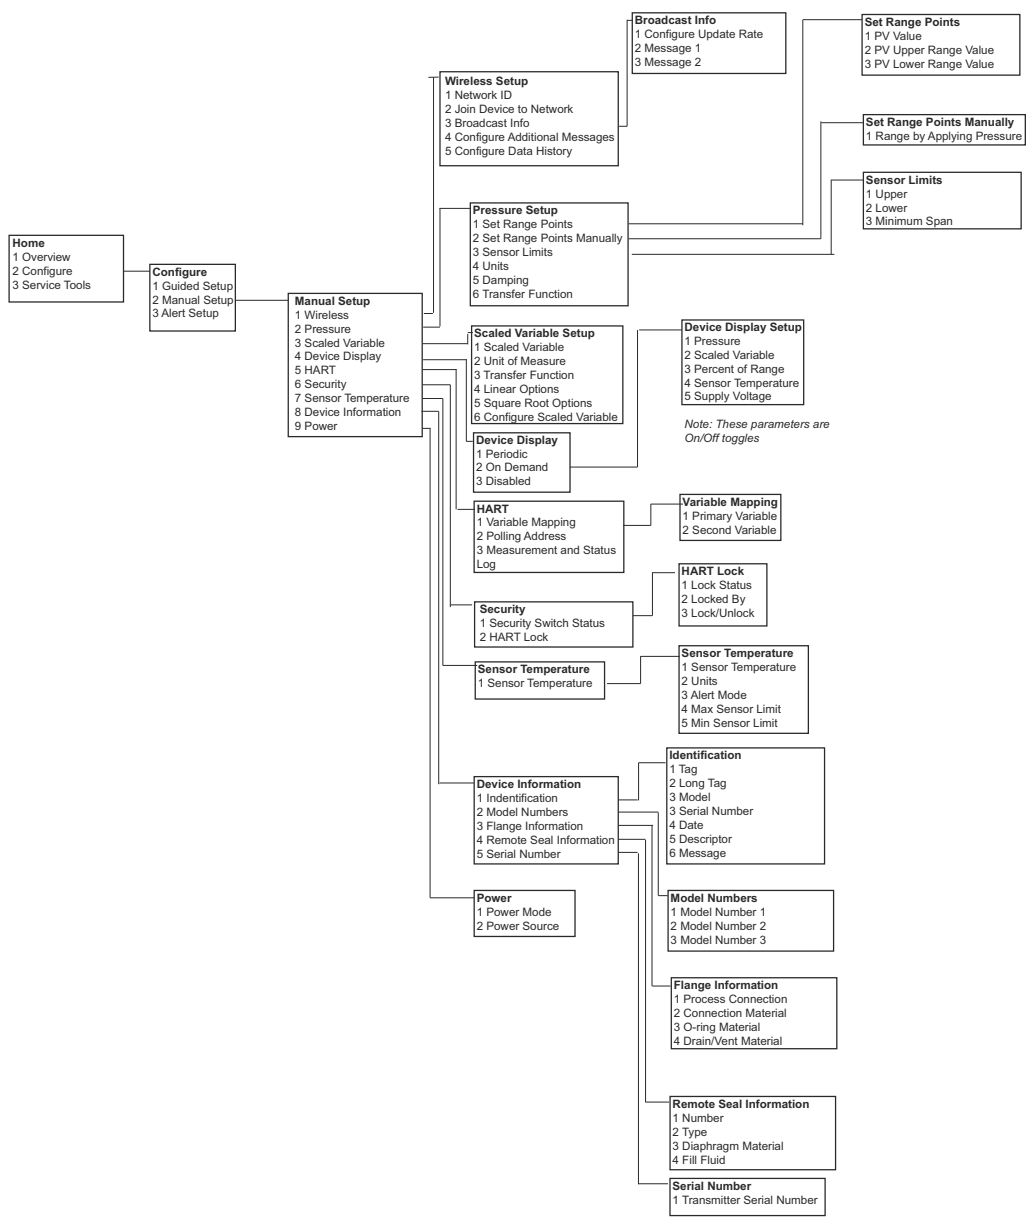 Home
1 Overview
2 Configure
3 Service Tools
Configure
1 Guided Setup
2 Manual Setup
3 Alert Setup
Manual Setup
1 Wireless
2 Pressure
3 Scaled Variable
4 Device Display
5 HART
6 Security
7 Sensor Temperature
8 Device Information
9 Power
Wireless Setup
1 Network ID
2 Join Device to Network
3 Broadcast Info
4 Configure Additional Messages
5 Configure Data History
Broadcast Info
1 Configure Update Rate
2 Message 1
3 Message 2
Pressure Setup
1 Set Range Points
2 Set Range Points Manually
3 Sensor Limits
4 Units
5 Damping
6 Transfer Function
Set Range Points
1 PV Value
2 PV Upper Range Value
3 PV Lower Range Value
Set Range Points Manually
1 Range by Applying Pressure
Sensor Limits
1 Upper
2 Lower
3 Minimum Span
Scaled Variable Setup
1 Scaled Variable
2 Unit of Measure
3 Transfer Function
4 Linear Options
5 Square Root Options
6 Configure Scaled Variable
Device Display
1 Periodic
2 On Demand
3 Disabled
Device Display Setup
1 Pressure
2 Scaled Variable
3 Percent of Range
4 Sensor Temperature
5 Supply Voltage
Note: These parameters are
On/Off toggles
HART
1 Variable Mapping
2 Polling Address
3 Measurement and Status
Log
Variable Mapping
1 Primary Variable
2 Second Variable
Security
1 Security Switch Status
2 HART Lock
HART Lock
1 Lock Status
2 Locked By
3 Lock/Unlock
Sensor Temperature
1 Sensor Temperature
Sensor Temperature
1 Sensor Temperature
2 Units
3 Alert Mode
4 Max Sensor Limit
5 Min Sensor Limit
Device Information
1 Indentification
2 Model Numbers
3 Flange Information
4 Remote Seal Information
5 Serial Number
Identification
1 Tag
2 Long Tag
3 Model
3 Serial Number
4 Date
5 Descriptor
6 Message
Power
1 Power Mode
2 Power Source
Model Numbers
1 Model Number 1
2 Model Number 2
3 Model Number 3
Flange Information
1 Process Connection
2 Connection Material
3 O-ring Material
4 Drain/Vent Material
Remote Seal Information
1 Number
2 Type
3 Diaphragm Material
4 Fill Fluid
Serial Number
1 Transmitter Serial Number